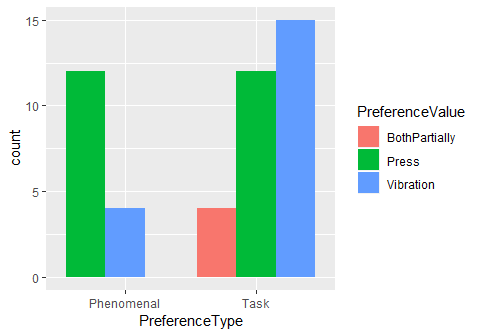 15
10
5
0
count
Phenomenal
Task
PreferenceType
PreferenceValue
BothPartially
Press
Vibration